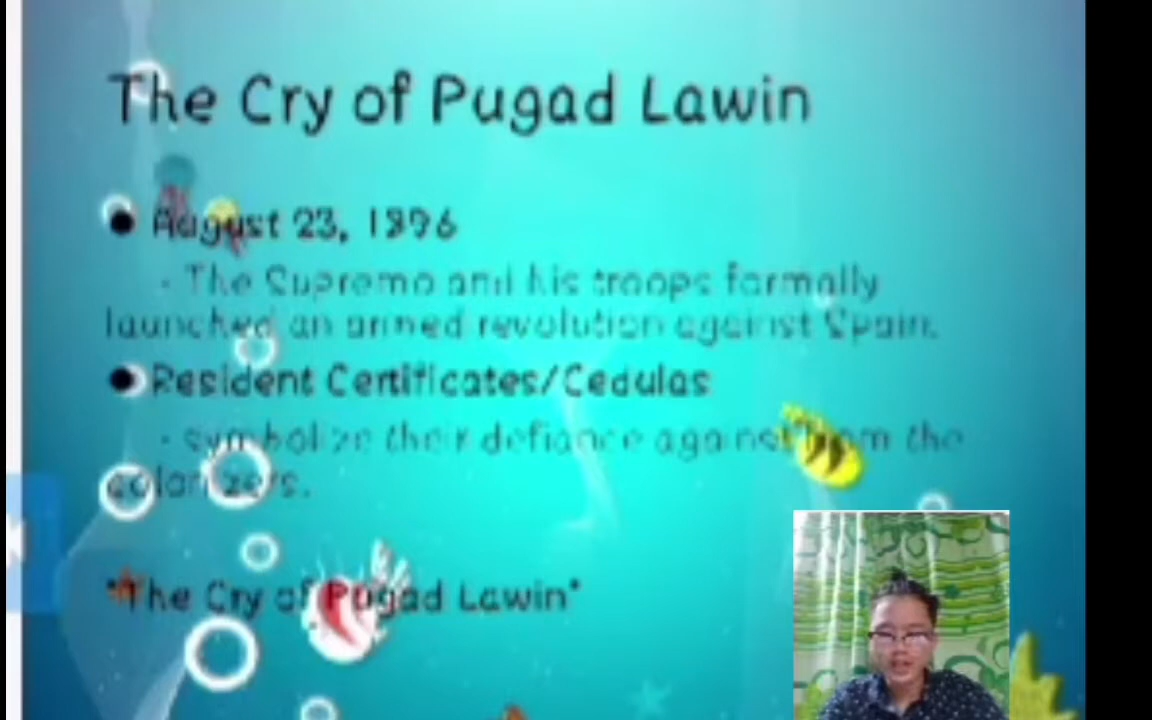 The Cry of Pugad Lawin
● August 23, 1896
- The Supremo and his troops formally
launched an armed revolution against Spain.
● Resident Certificates/Cedulas
- symbolize their defiance against from the
colonizers.
"The Cry of Pugad Lawin"